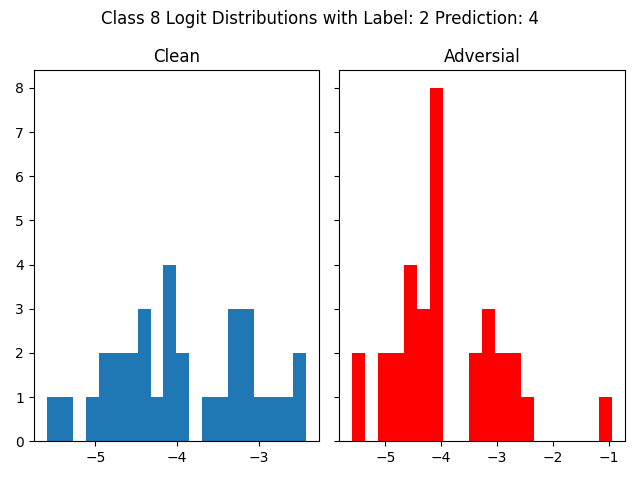 Class 8 Logit Distributions with Label: 2 Prediction: 4
Clean
Adversial
8
7
6
5
4
3
2
1
0
−5 −4 −3
−5 −4 −3 −2 −1